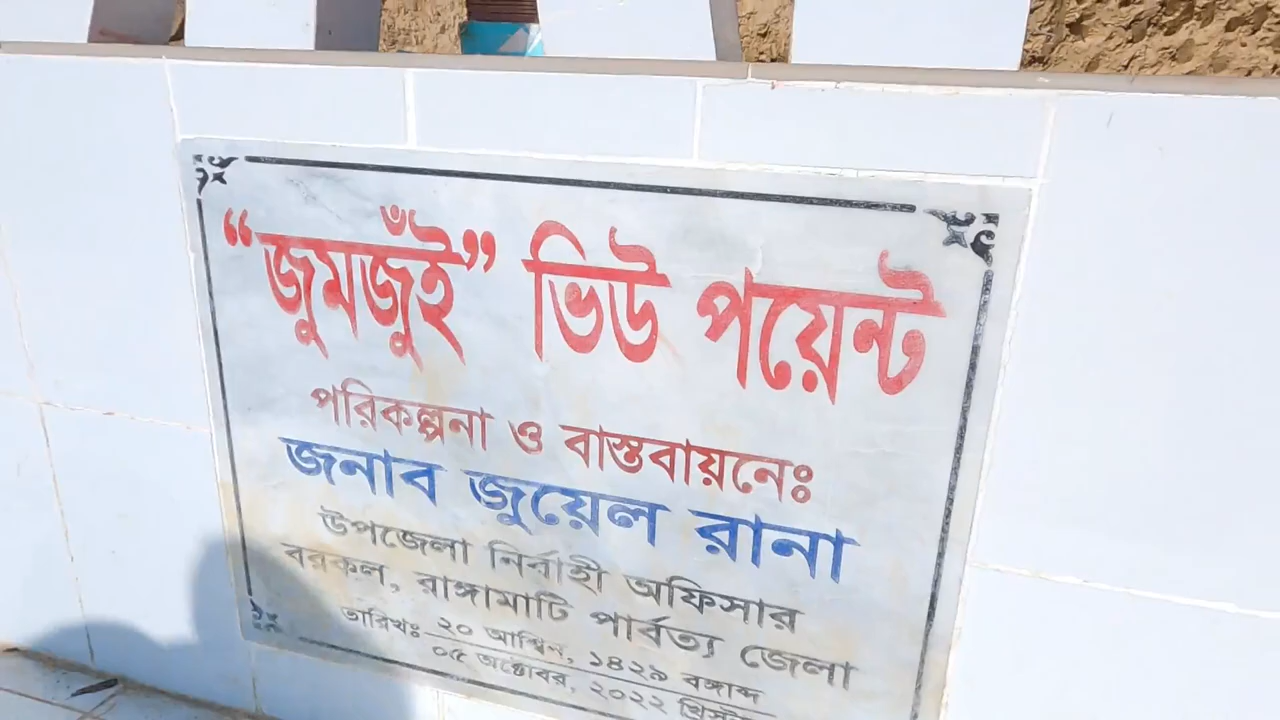 “জুমজুঁই” ভিউ পয়েন্ট
পরিকল্পনা ও বাস্তবায়নেঃ
জনাব জুয়েল রানা
উপজেলা নির্বাহী অফিসার
বরকল, রাঙ্গামাটি পার্বত্য জেলা
তারিখঃ ২০ আশ্বিন, ১৪২৯ বঙ্গাব্দ
০৫ অক্টোবর, ২০২২